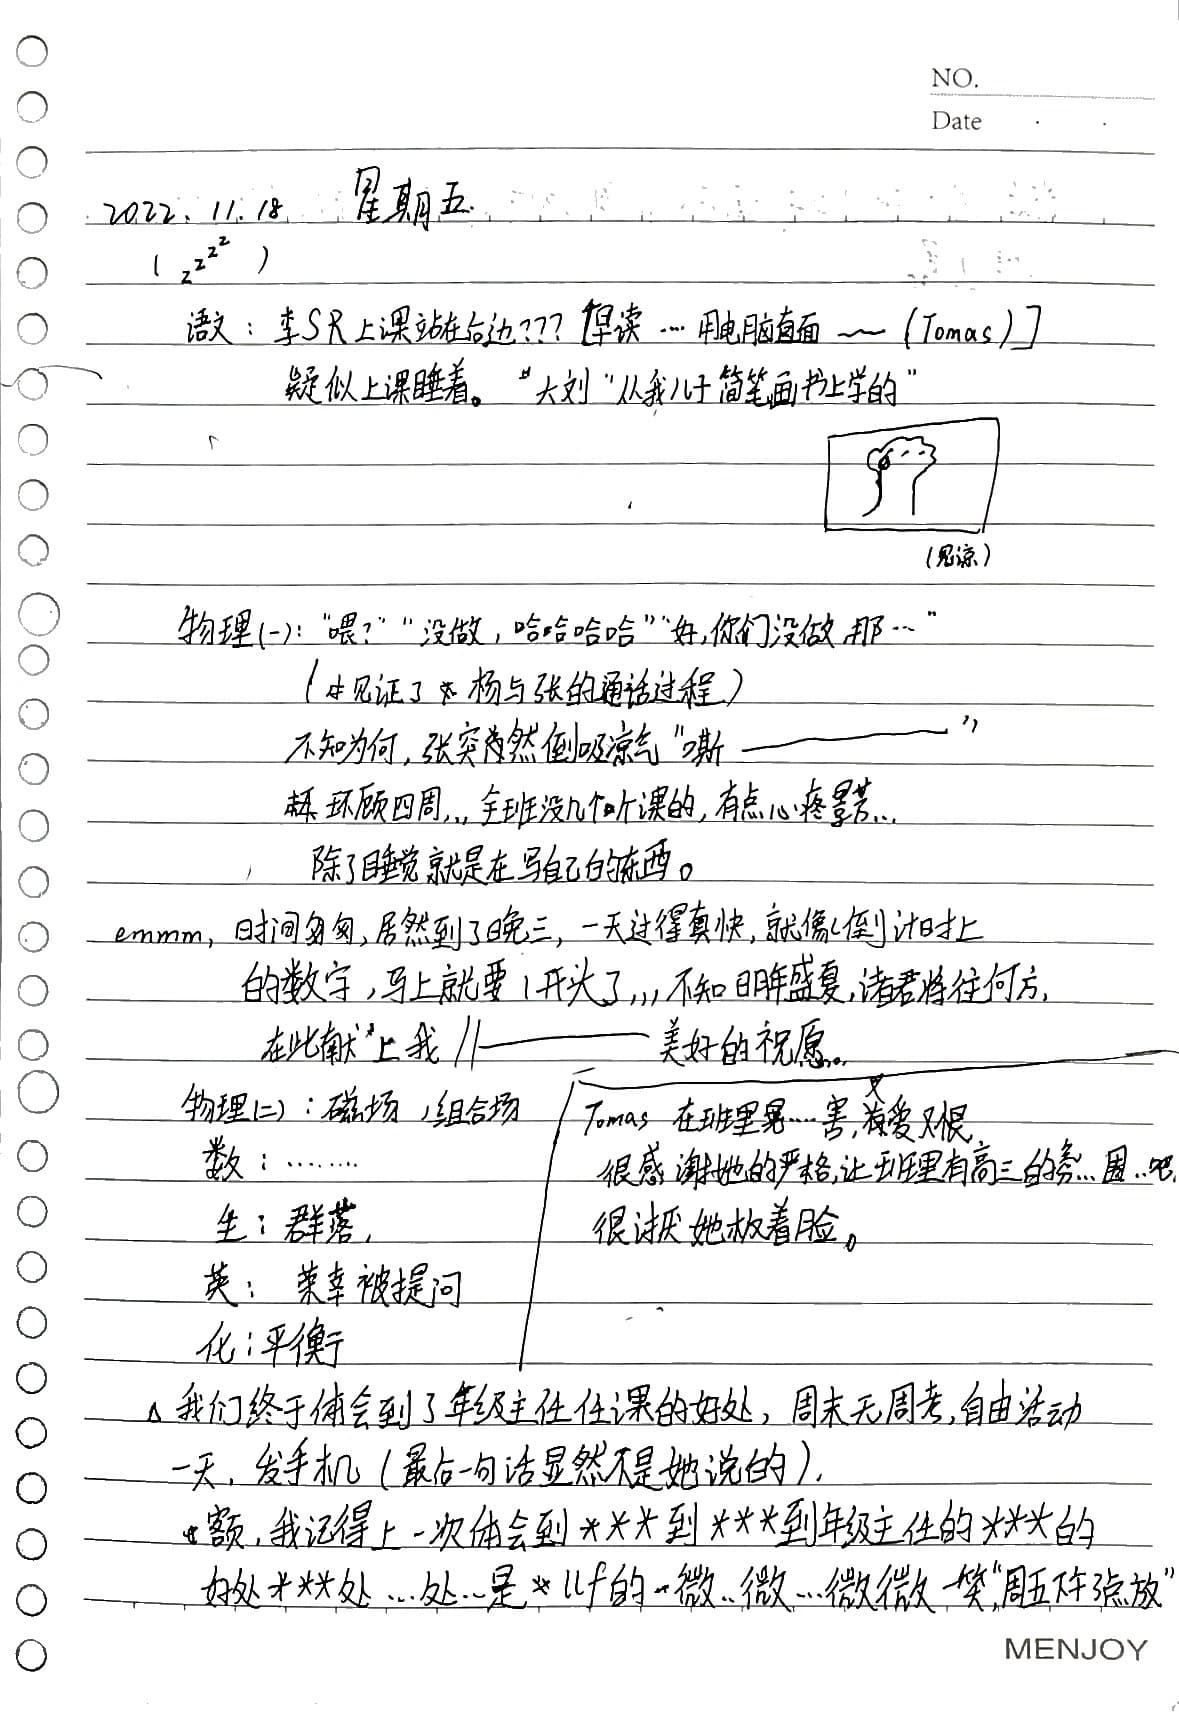 NO.
Date
2022.11.18 星期五.
(zzzz)
语文：李SR上课站在后边???［早读……用电脑直面～～(Tomas)］
疑似上课睡着。"大刘"从我儿子简笔画书上学的"
(见谅)
物理(一)："喂？""没做，哈哈哈哈""好，你们没做,那…"
(见证了杨与张的通话过程)
不知为何，张突然倒吸凉气"嘶————"
环顾四周,,,全班没几个听课的，有点心疼…
除了睡觉就是在写自己的东西。
emmm，时间匆匆，居然到了晚三，一天过得真快，就像倒计时上
的数字，马上就要1开头了,,,不知明年盛夏，诸君将往何方，
在此献上我||————美好的祝愿。..
物理(二)：磁场，组合场
数：……..
生：群落，
英：荣幸被提问
化：平衡
Tomas 在班里晃……害，爱又恨，
很感谢她的严格，让班里有高三的氛…围…吧，
很讨厌她板着脸。
△我们终于体会到了年级主任任课的好处，周末无周考，自由活动
一天，发手机(最后一句话显然不是她说的)．
额，我记得上一次体会到***到***到年级主任的***的
好处***处…处…是*llf的一微..微…微微一笑,"周五下午3点放"
MENJOY